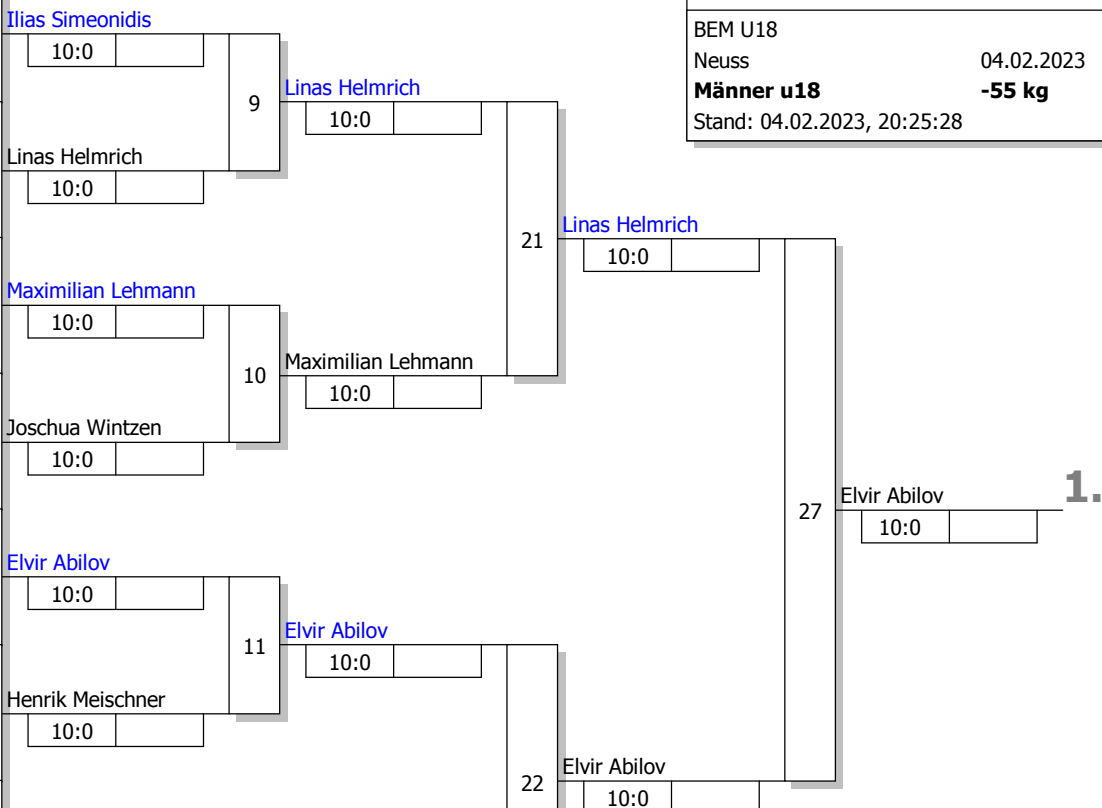 BEM U18
Neuss 04.02.2023
Männer u18 -55 kg
Stand: 04.02.2023, 20:25:28
Ilias Simeonidis
10:0
9
Linas Helmrich
10:0
Linas Helmrich
10:0
21
Linas Helmrich
10:0
Maximilian Lehmann
10:0
10
Maximilian Lehmann
10:0
Joschua Wintzen
10:0
27
Elvir Abilov
1.
10:0
Elvir Abilov
10:0
11
Elvir Abilov
10:0
Henrik Meischner
10:0
22
Elvir Abilov
10:0